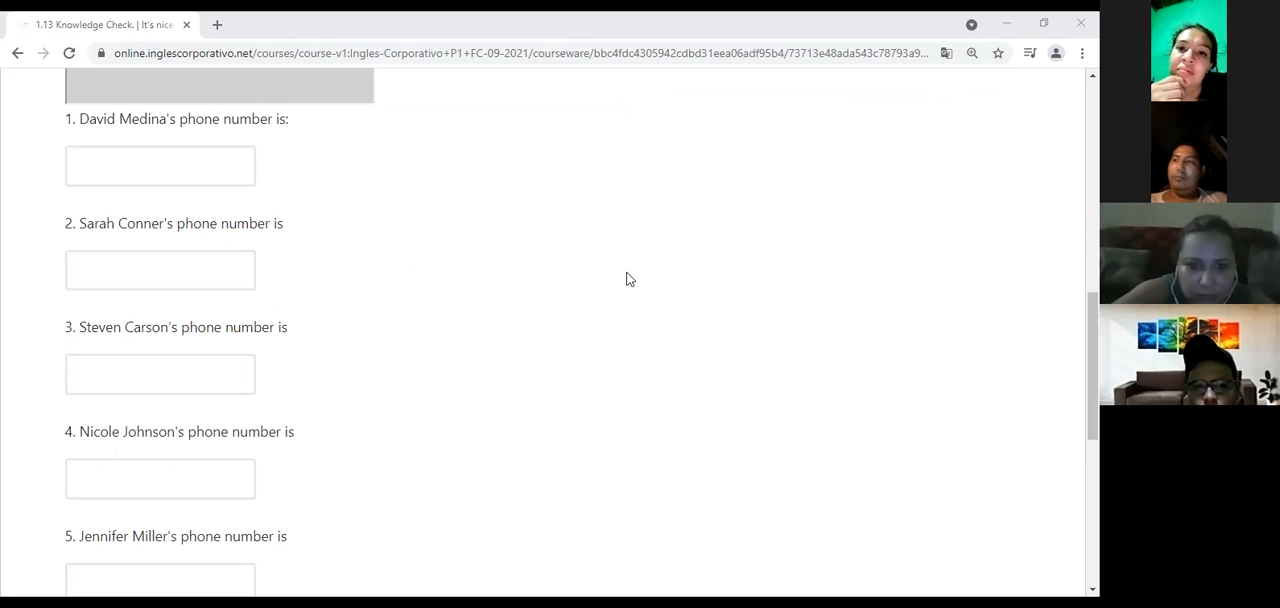 1.13 Knowledge Check. | It's nice
online.inglescorporativo.net/courses/course-v1:Ingles-Corporativo+P1+FC-09-2021/courseware/bbc4fdc4305942cdbd31eea06adf95b4/73713e48ada543c78793a9...
1. David Medina's phone number is:
2. Sarah Conner's phone number is
3. Steven Carson's phone number is
4. Nicole Johnson's phone number is
5. Jennifer Miller's phone number is